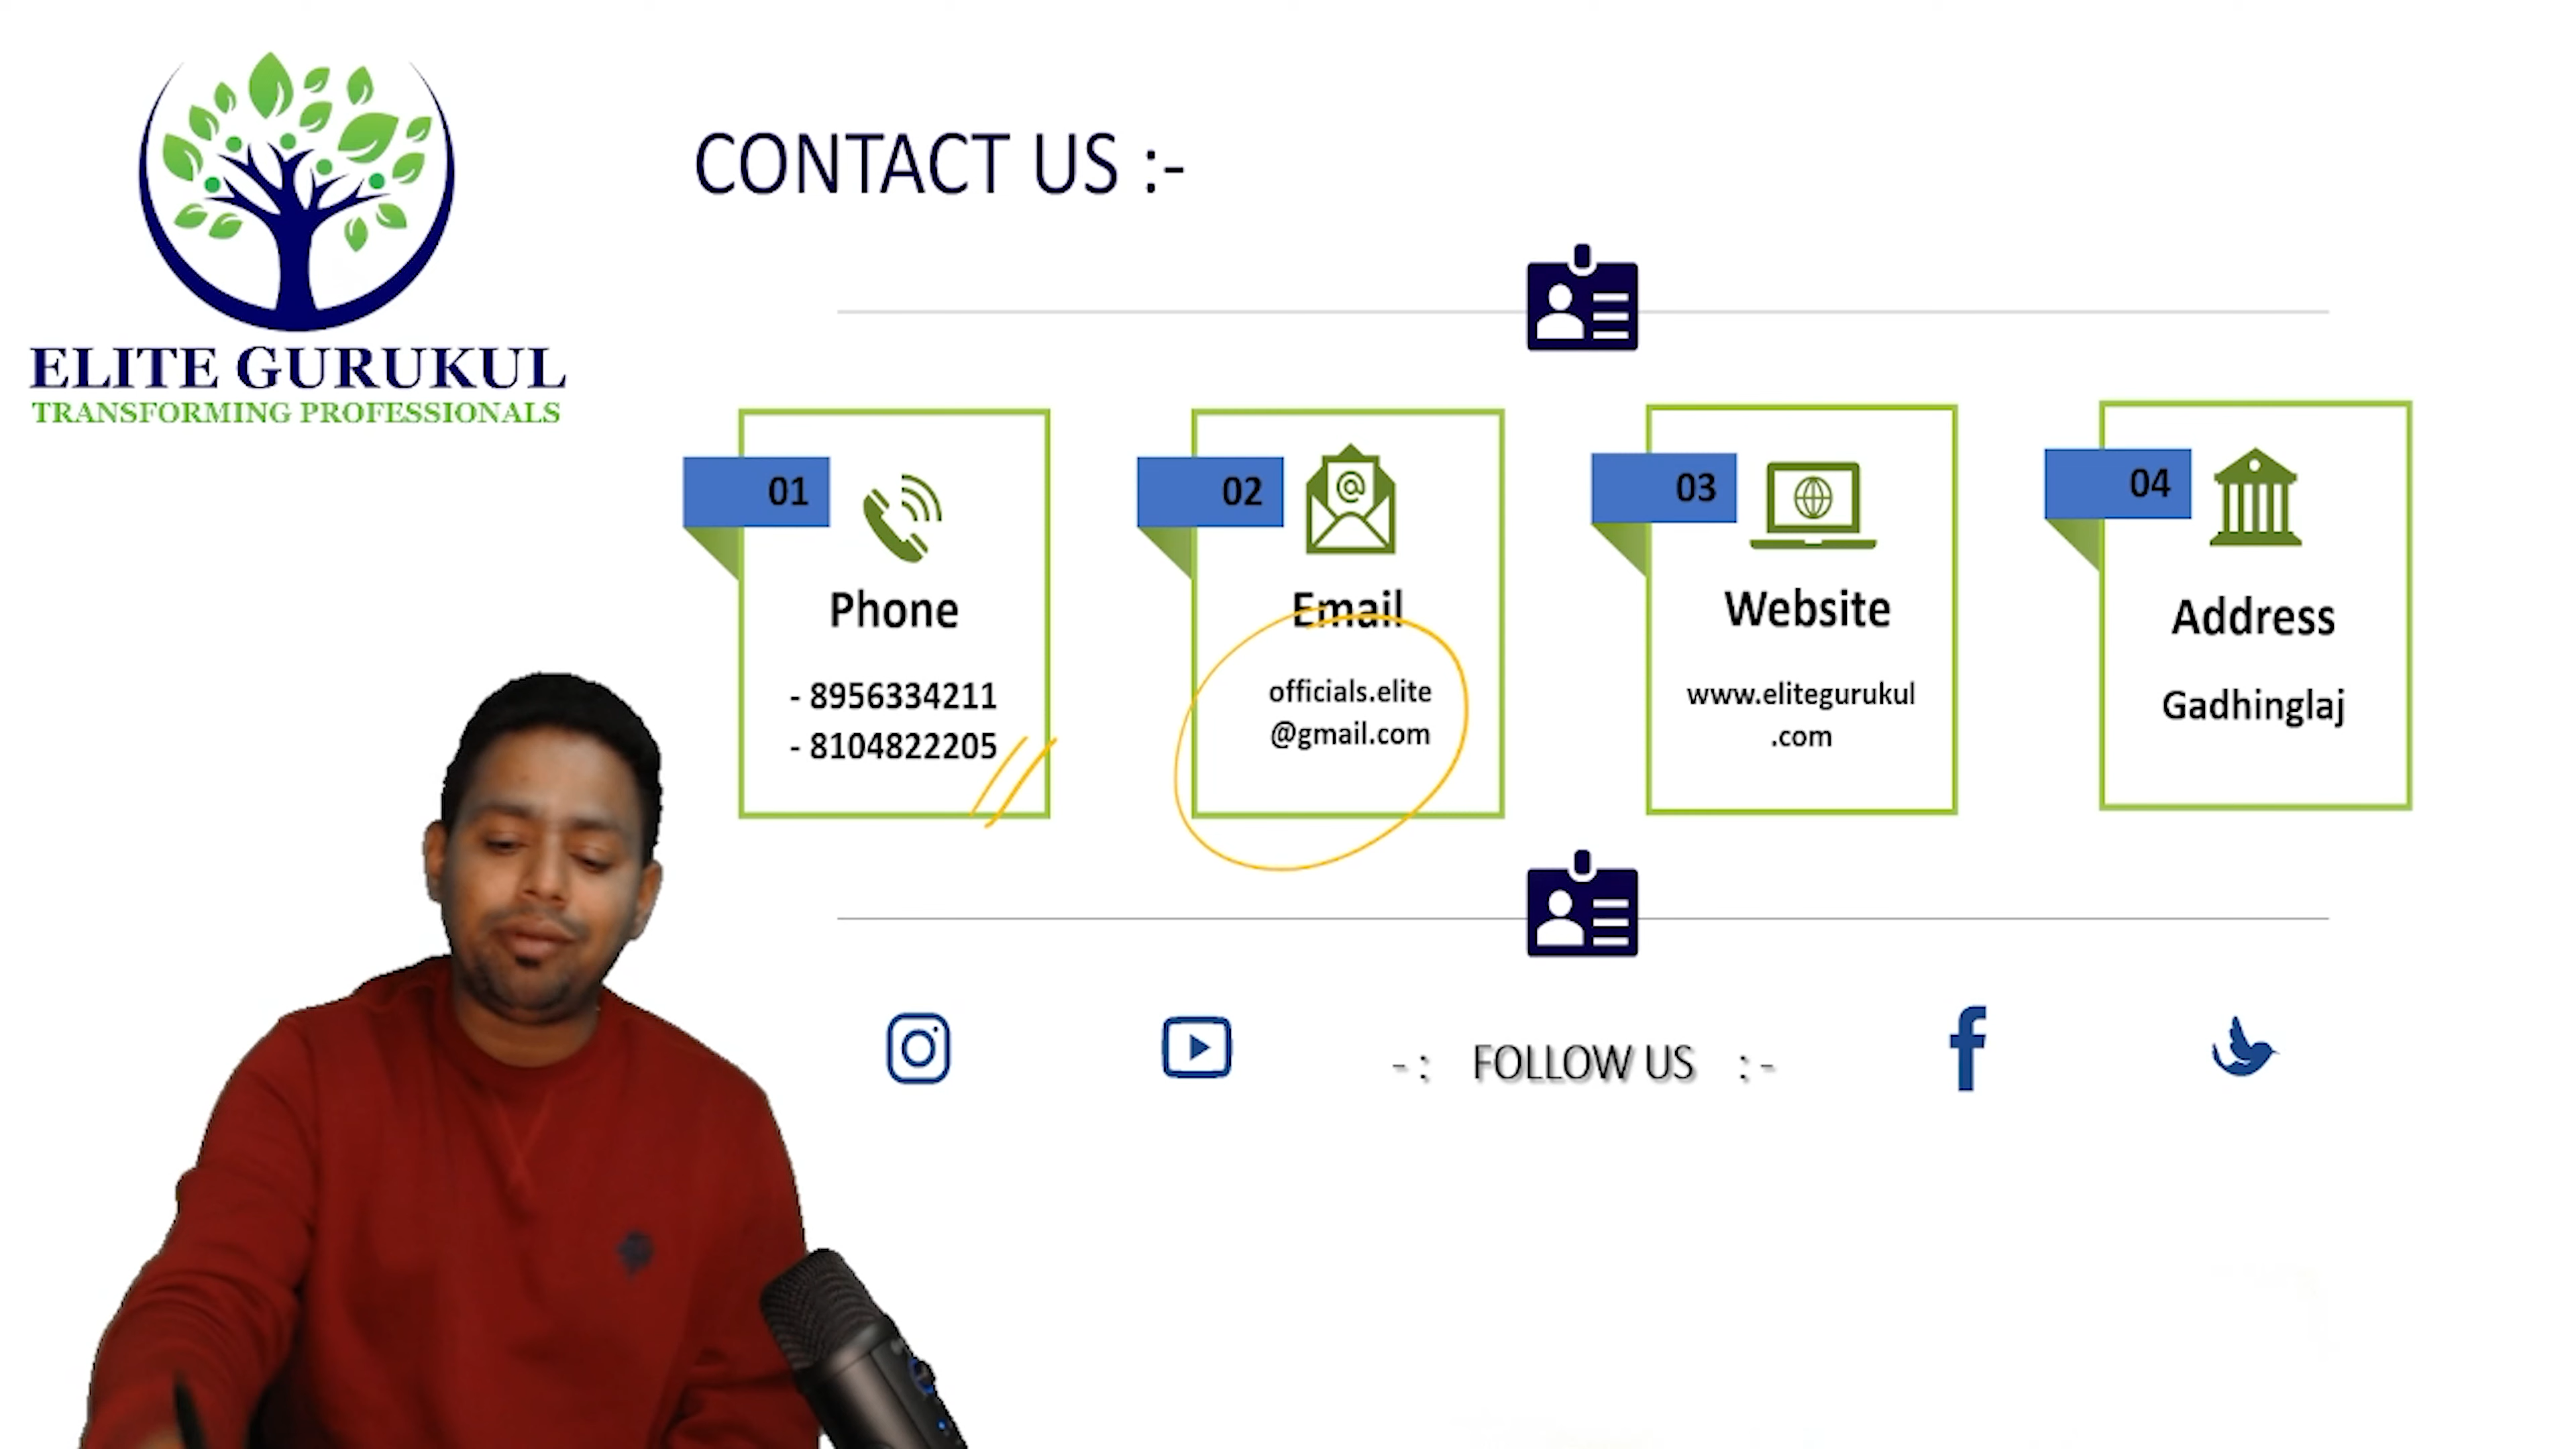 ELITE GURUKUL
TRANSFORMING PROFESSIONALS
CONTACT US :-
01
Phone
- 8956334211
- 8104822205
02
Email
officials.elite
@gmail.com
03
Website
www.elitegurukul
.com
04
Address
Gadhinglaj
- : FOLLOW US : -